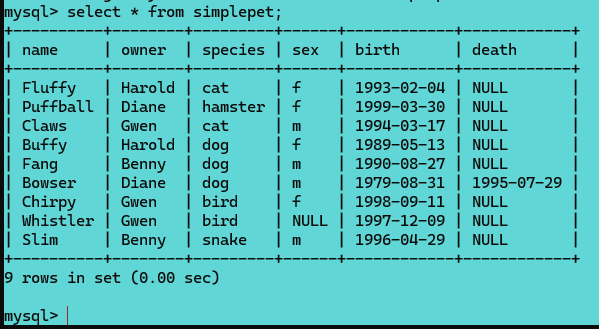 mysql> select * from simplepet;
+----------+--------+---------+------+------------+------------+
| name     | owner  | species | sex  | birth      | death      |
+----------+--------+---------+------+------------+------------+
| Fluffy   | Harold | cat     | f    | 1993-02-04 | NULL       |
| Puffball | Diane  | hamster | f    | 1999-03-30 | NULL       |
| Claws    | Gwen   | cat     | m    | 1994-03-17 | NULL       |
| Buffy    | Harold | dog     | f    | 1989-05-13 | NULL       |
| Fang     | Benny  | dog     | m    | 1990-08-27 | NULL       |
| Bowser   | Diane  | dog     | m    | 1979-08-31 | 1995-07-29 |
| Chirpy   | Gwen   | bird    | f    | 1998-09-11 | NULL       |
| Whistler | Gwen   | bird    | NULL | 1997-12-09 | NULL       |
| Slim     | Benny  | snake   | m    | 1996-04-29 | NULL       |
+----------+--------+---------+------+------------+------------+
9 rows in set (0.00 sec)
mysql>